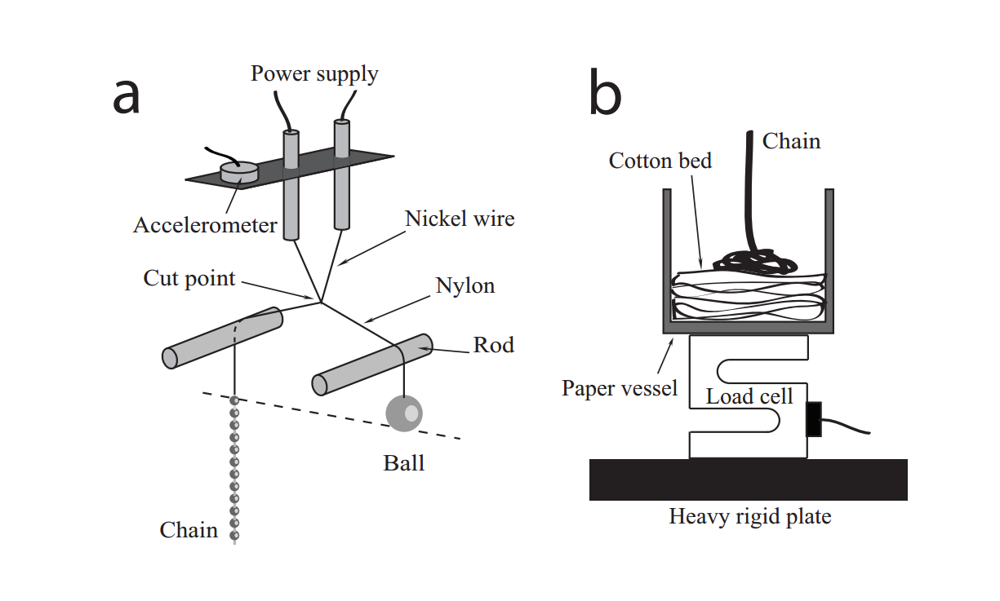 a
Power supply
Accelerometer
Nickel wire
Cut point
Nylon
Rod
Ball
Chain
b
Chain
Cotton bed
Paper vessel
Load cell
Heavy rigid plate